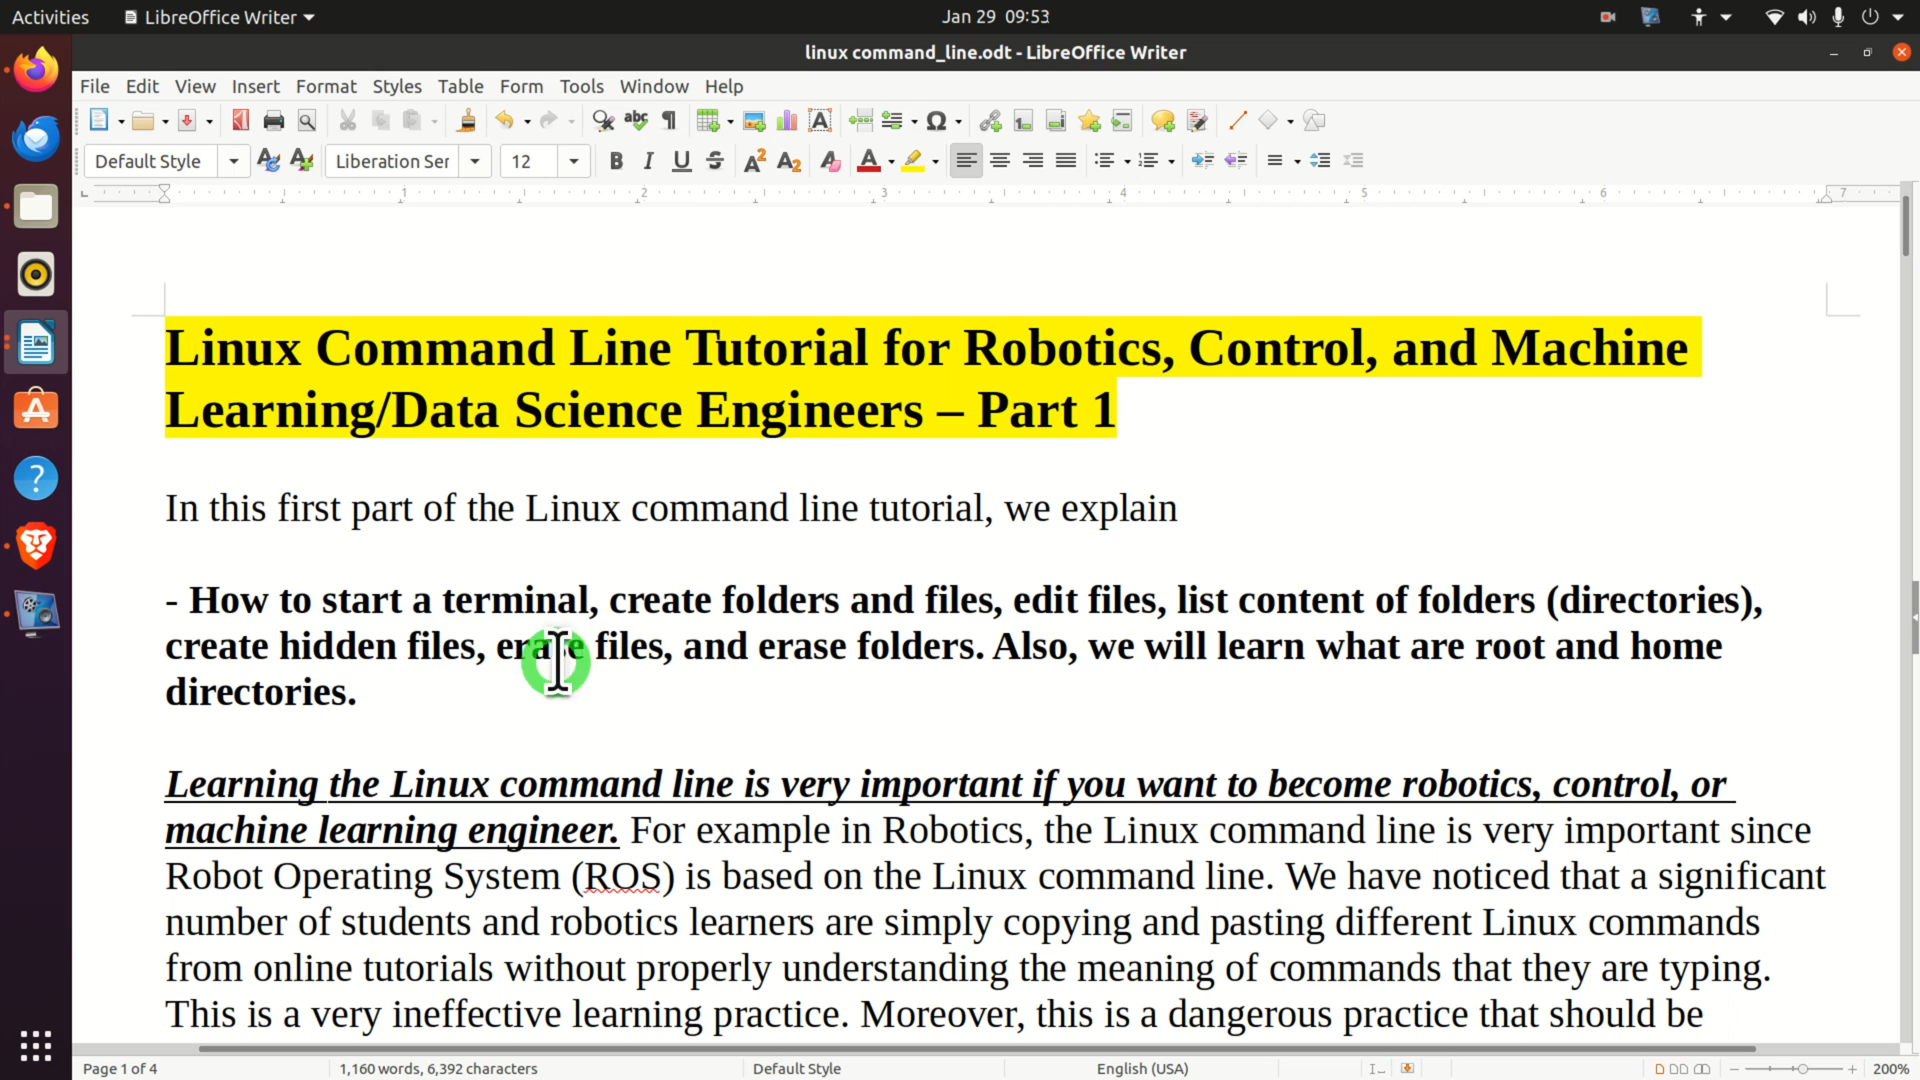 Activities LibreOffice Writer Jan 29 09:53
linux command_line.odt - LibreOffice Writer
File Edit View Insert Format Styles Table Form Tools Window Help
Default Style Liberation Ser 12
1 2 3 4 5 6 7
Linux Command Line Tutorial for Robotics, Control, and Machine
Learning/Data Science Engineers – Part 1
In this first part of the Linux command line tutorial, we explain
- How to start a terminal, create folders and files, edit files, list content of folders (directories),
create hidden files, erase files, and erase folders. Also, we will learn what are root and home
directories.
Learning the Linux command line is very important if you want to become robotics, control, or
machine learning engineer. For example in Robotics, the Linux command line is very important since
Robot Operating System (ROS) is based on the Linux command line. We have noticed that a significant
number of students and robotics learners are simply copying and pasting different Linux commands
from online tutorials without properly understanding the meaning of commands that they are typing.
This is a very ineffective learning practice. Moreover, this is a dangerous practice that should be
Page 1 of 4 1,160 words, 6,392 characters Default Style English (USA) 200%